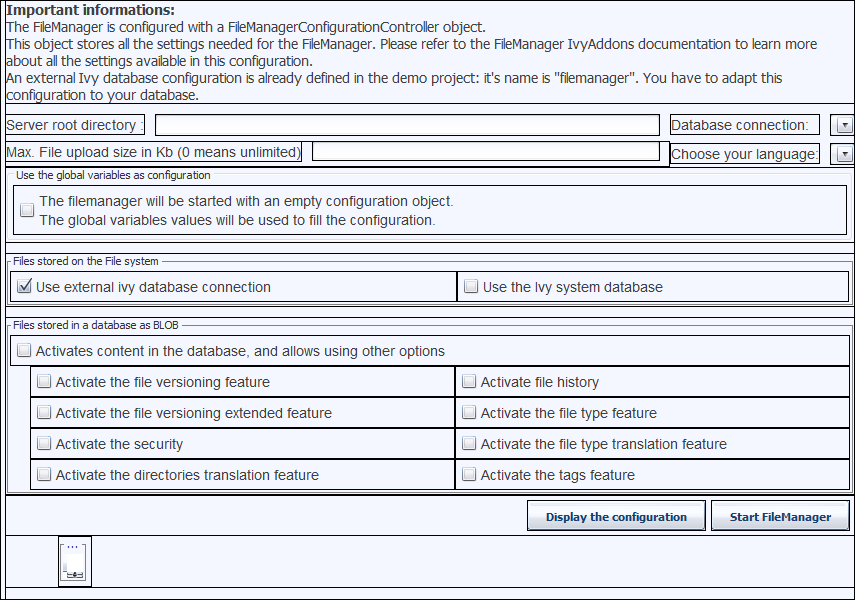 Important informations:
The FileManager is configured with a FileManagerConfigurationController object.
This object stores all the settings needed for the FileManager. Please refer to the FileManager IvyAddons documentation to learn more
about all the settings available in this configuration.
An external Ivy database configuration is already defined in the demo project: it's name is "filemanager". You have to adapt this
configuration to your database.
Server root directory : Database connection:
Max. File upload size in Kb (0 means unlimited) Choose your language:
Use the global variables as configuration
The filemanager will be started with an empty configuration object.
The global variables values will be used to fill the configuration.
Files stored on the File system
Use external ivy database connection Use the Ivy system database
Files stored in a database as BLOB
Activates content in the database, and allows using other options
Activate the file versioning feature Activate file history
Activate the file versioning extended feature Activate the file type feature
Activate the security Activate the file type translation feature
Activate the directories translation feature Activate the tags feature
Display the configuration Start FileManager
...